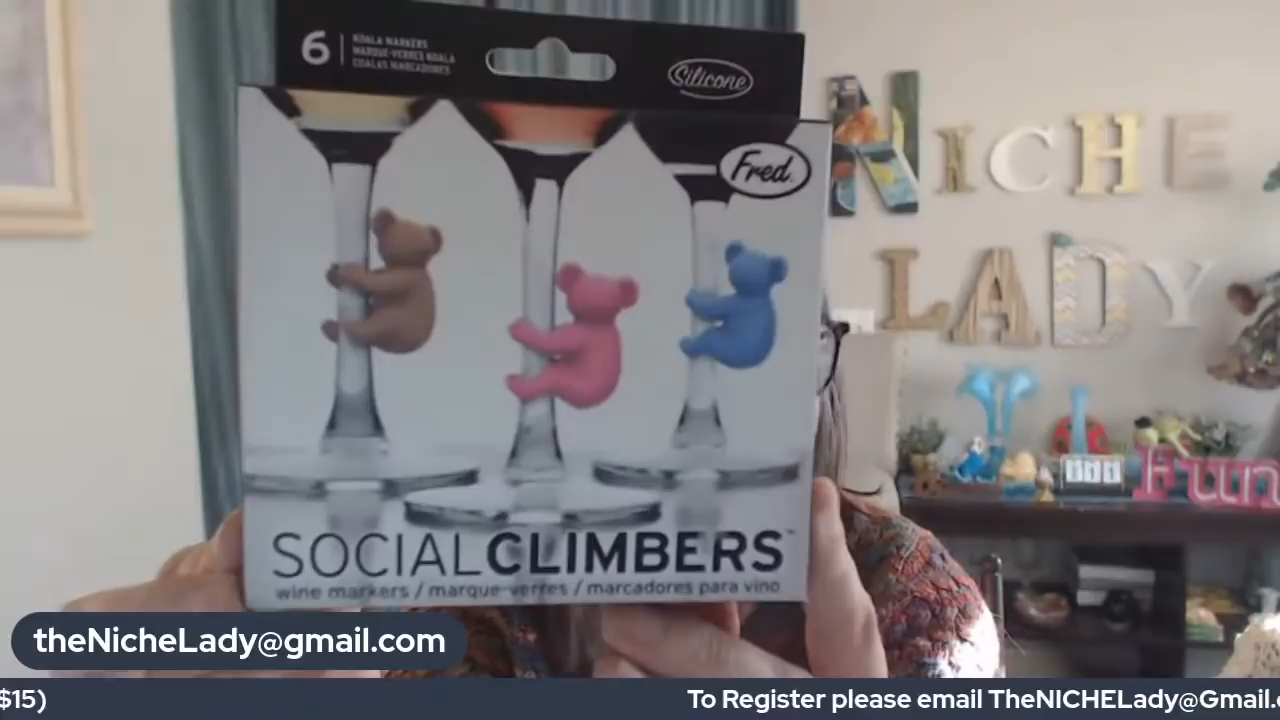 6
KOALA MARKERS
MARQUE-VERRES KOALA
COALAS MARCADORES
Silicone
Fred.
NICHE
LADY
Fun
SOCIALCLIMBERS™
wine markers / marque-verres / marcadores para vino
theNicheLady@gmail.com
$15)
To Register please email TheNICHELady@Gmail.c